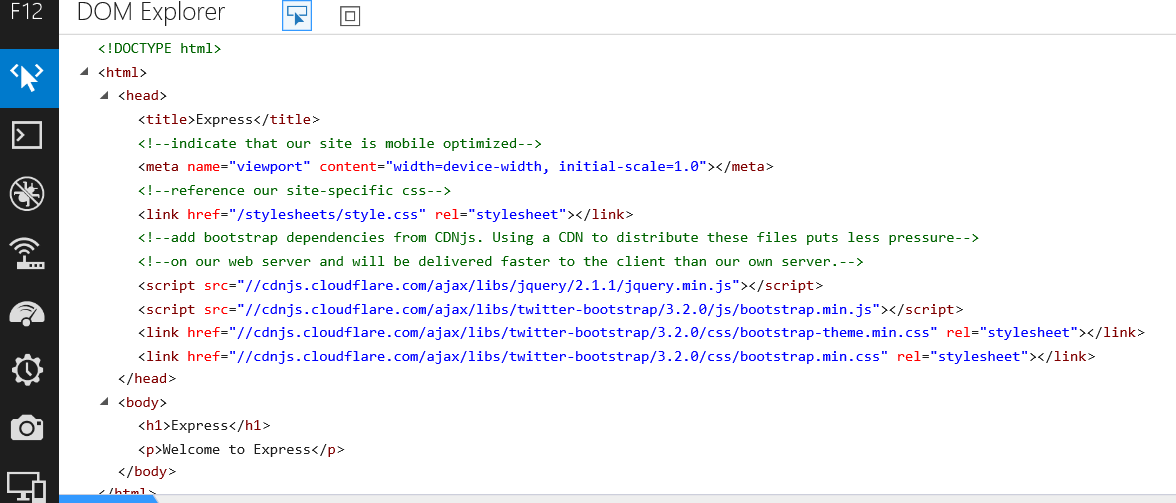 F12 DOM Explorer
<!DOCTYPE html>
<html>
<head>
<title>Express</title>
<!--indicate that our site is mobile optimized-->
<meta name="viewport" content="width=device-width, initial-scale=1.0"></meta>
<!--reference our site-specific css-->
<link href="/stylesheets/style.css" rel="stylesheet"></link>
<!--add bootstrap dependencies from CDNjs. Using a CDN to distribute these files puts less pressure-->
<!--on our web server and will be delivered faster to the client than our own server.-->
<script src="//cdnjs.cloudflare.com/ajax/libs/jquery/2.1.1/jquery.min.js"></script>
<script src="//cdnjs.cloudflare.com/ajax/libs/twitter-bootstrap/3.2.0/js/bootstrap.min.js"></script>
<link href="//cdnjs.cloudflare.com/ajax/libs/twitter-bootstrap/3.2.0/css/bootstrap-theme.min.css" rel="stylesheet"></link>
<link href="//cdnjs.cloudflare.com/ajax/libs/twitter-bootstrap/3.2.0/css/bootstrap.min.css" rel="stylesheet"></link>
</head>
<body>
<h1>Express</h1>
<p>Welcome to Express</p>
</body>
</html>